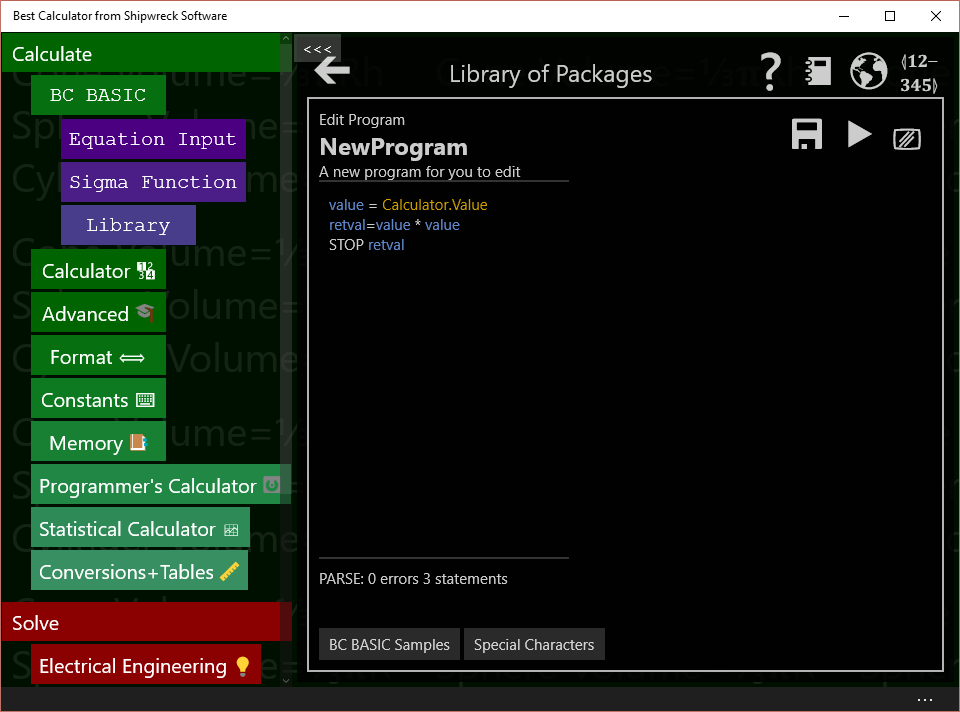 Best Calculator from Shipwreck Software
Calculate
BC BASIC
Equation Input
Sigma Function
Library
Calculator
Advanced
Format
Constants
Memory
Programmer's Calculator
Statistical Calculator
Conversions+Tables
Solve
Electrical Engineering
<<<
Library of Packages
?
(12–
345)
Edit Program
NewProgram
A new program for you to edit
value = Calculator.Value
retval=value * value
STOP retval
PARSE: 0 errors 3 statements
BC BASIC Samples
Special Characters
...